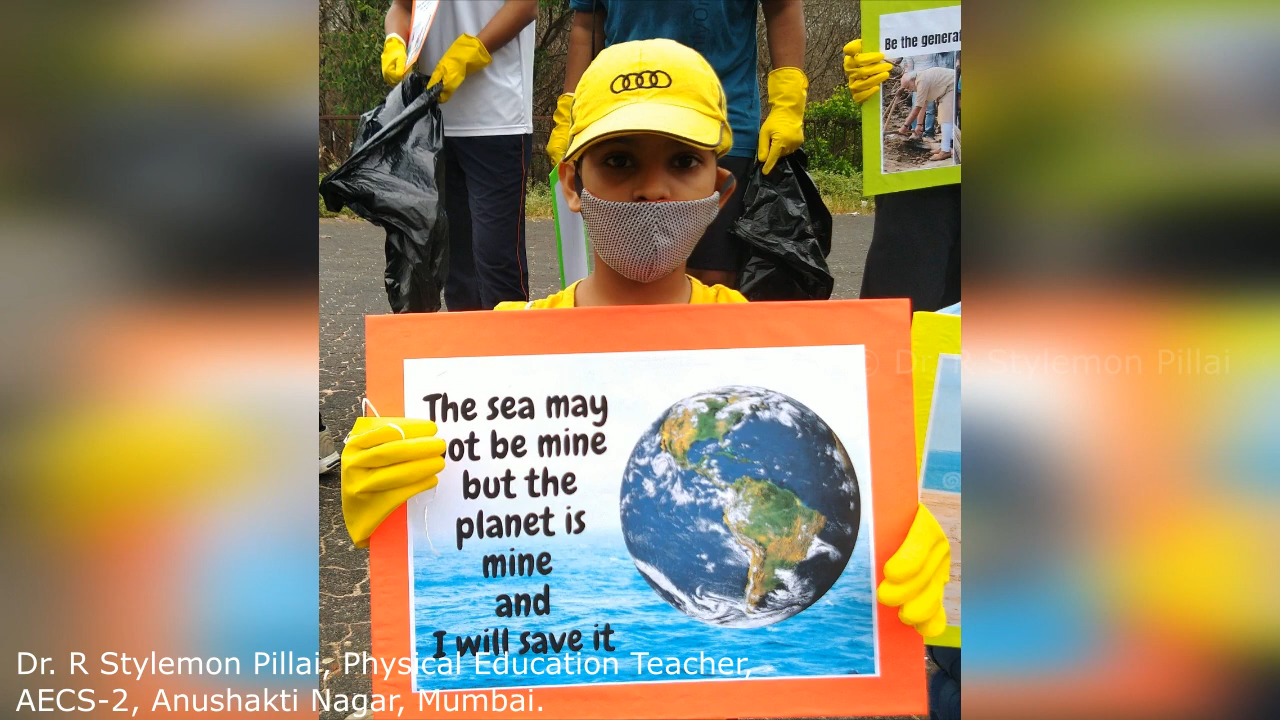 Be the generat
The sea may
ot be mine
but the
planet is
mine
and
I will save it
© Dr. R Stylemon Pillai
Dr. R Stylemon Pillai, Physical Education Teacher,
AECS-2, Anushakti Nagar, Mumbai.